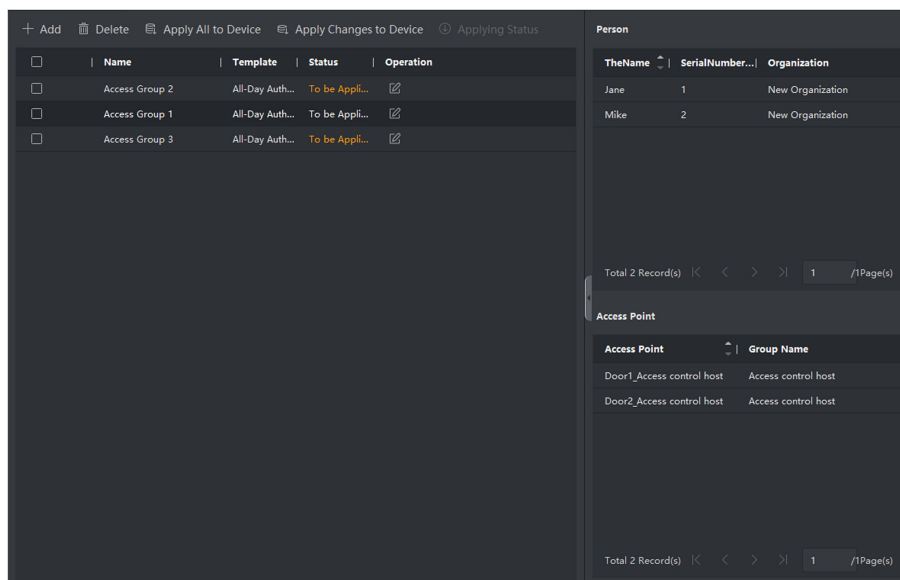 Add Delete Apply All to Device Apply Changes to Device Applying Status
Name Template Status Operation
Access Group 2 All-Day Auth... To be Appli...
Access Group 1 All-Day Auth... To be Appli...
Access Group 3 All-Day Auth... To be Appli...
Person
TheName SerialNumber... Organization
Jane 1 New Organization
Mike 2 New Organization
Total 2 Record(s) 1 /1Page(s)
Access Point
Access Point Group Name
Door1_Access control host Access control host
Door2_Access control host Access control host
Total 2 Record(s) 1 /1Page(s)